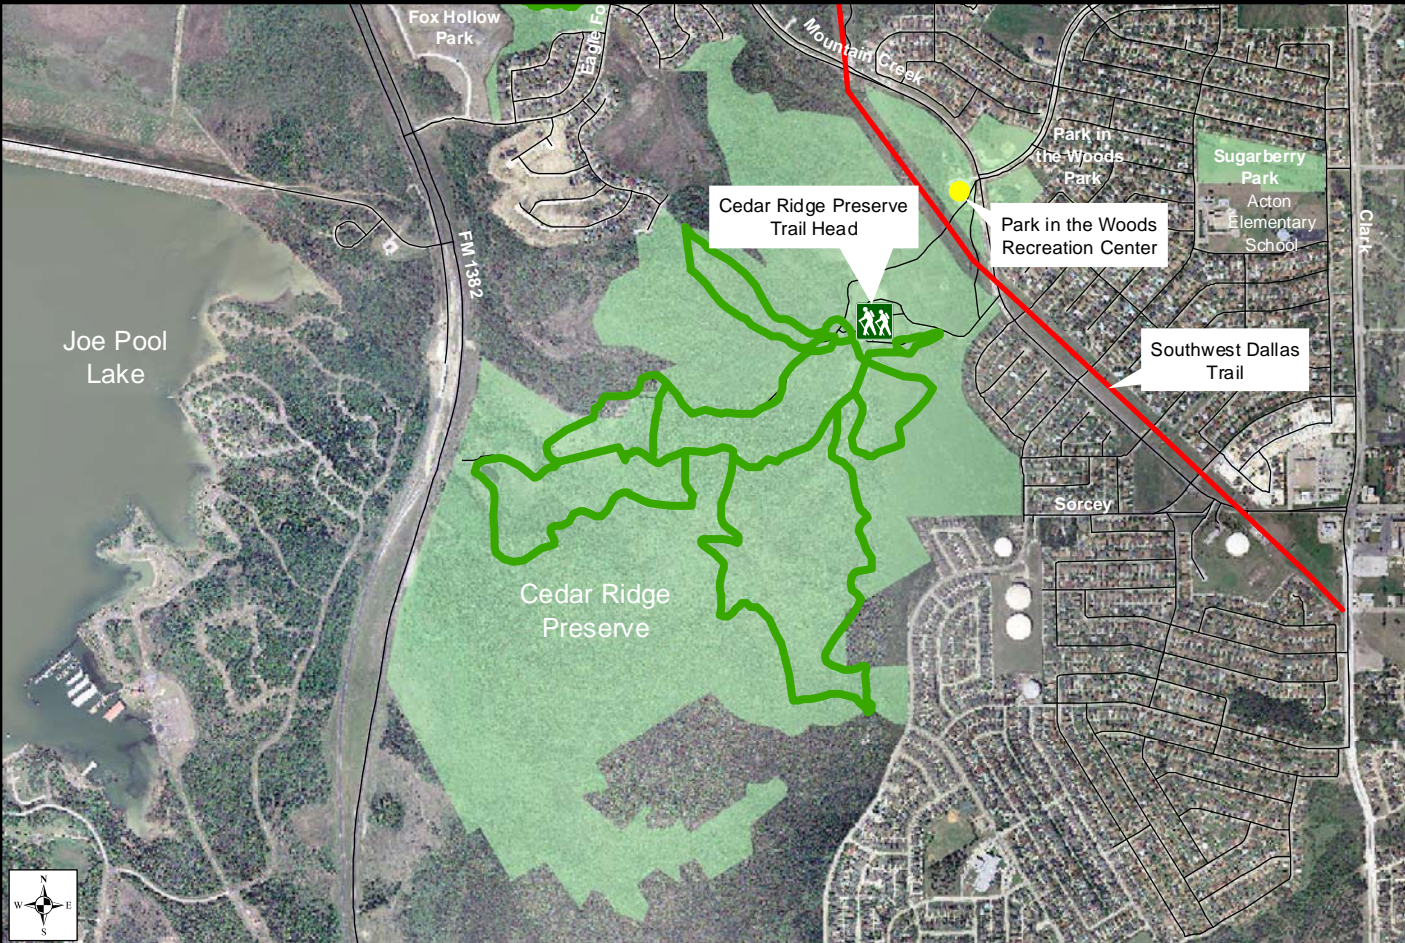 Fox Hollow
Park
Eagle Fo
Mountain Creek
Park in
the Woods
Park
Sugarberry
Park
Acton
Elementary
School
Clark
Cedar Ridge Preserve
Trail Head
Park in the Woods
Recreation Center
FM 1382
Joe Pool
Lake
Southwest Dallas
Trail
Sorcey
Cedar Ridge
Preserve
N
W
E
S